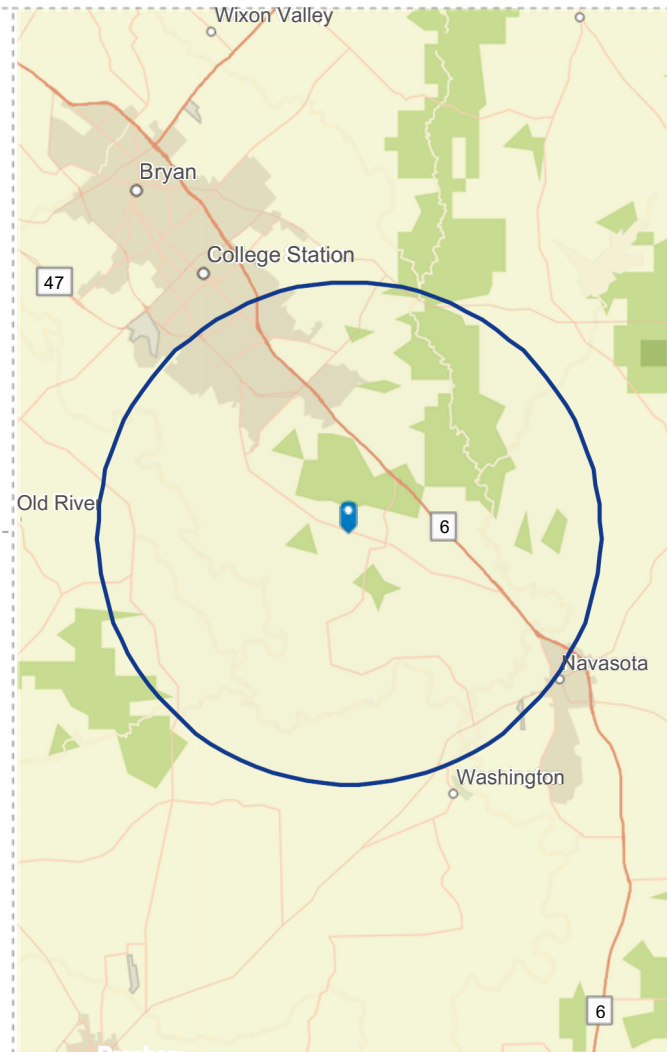 Wixon Valley
Bryan
College Station
47
Old River
6
Navasota
Washington
6